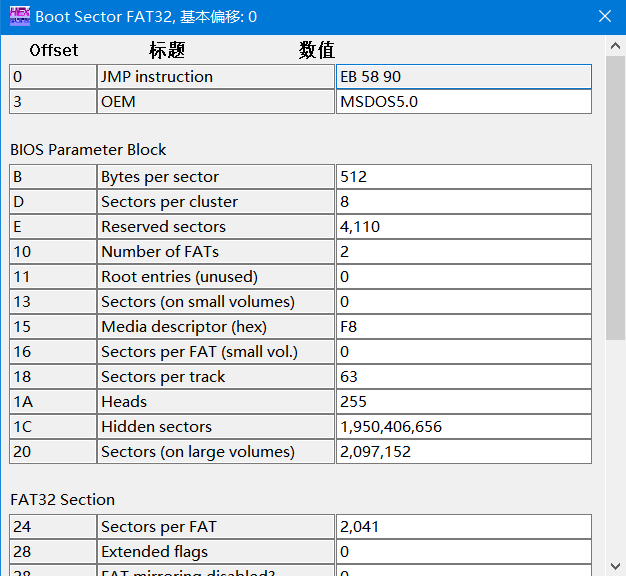 Boot Sector FAT32, 基本偏移: 0
Offset 标题 数值
0 JMP instruction EB 58 90
3 OEM MSDOS5.0
BIOS Parameter Block
B Bytes per sector 512
D Sectors per cluster 8
E Reserved sectors 4,110
10 Number of FATs 2
11 Root entries (unused) 0
13 Sectors (on small volumes) 0
15 Media descriptor (hex) F8
16 Sectors per FAT (small vol.) 0
18 Sectors per track 63
1A Heads 255
1C Hidden sectors 1,950,406,656
20 Sectors (on large volumes) 2,097,152
FAT32 Section
24 Sectors per FAT 2,041
28 Extended flags 0
28 FAT mirroring disabled? 0